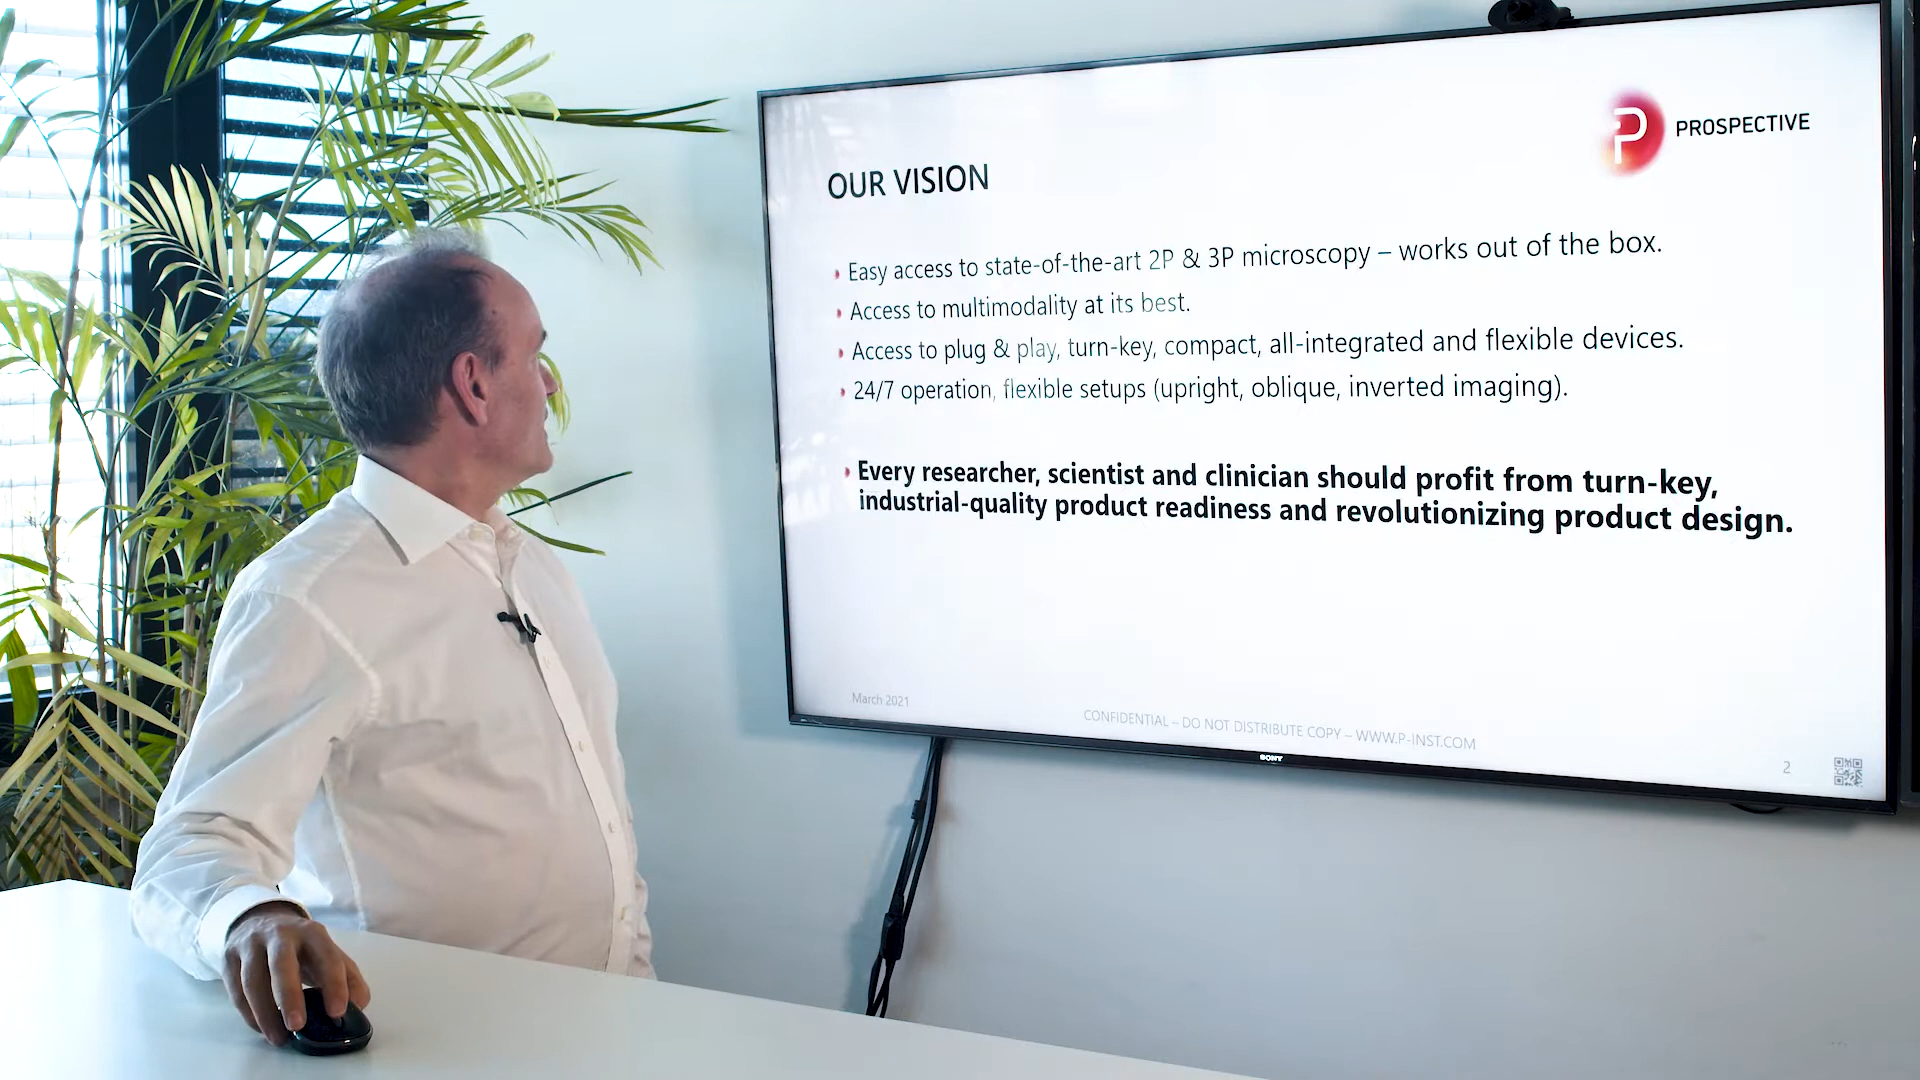 PROSPECTIVE
OUR VISION
Easy access to state-of-the-art 2P & 3P microscopy – works out of the box.
Access to multimodality at its best.
Access to plug & play, turn-key, compact, all-integrated and flexible devices.
24/7 operation, flexible setups (upright, oblique, inverted imaging).
Every researcher, scientist and clinician should profit from turn-key,
industrial-quality product readiness and revolutionizing product design.
March 2021
CONFIDENTIAL – DO NOT DISTRIBUTE COPY – WWW.P-INST.COM
2
SONY